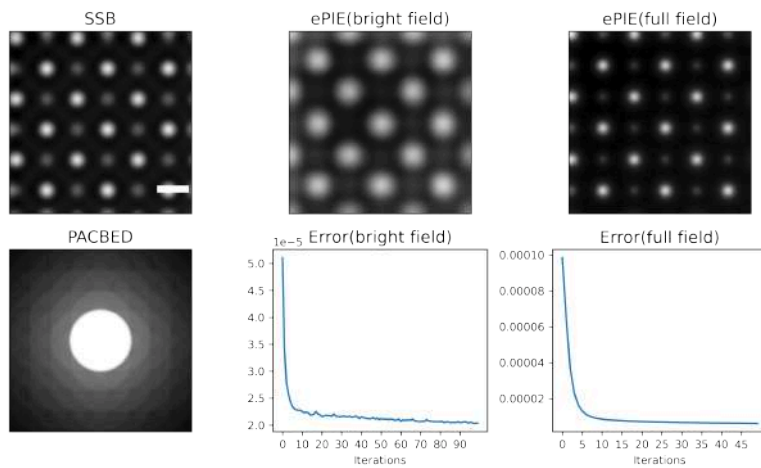 SSB
ePIE(bright field)
ePIE(full field)
PACBED
Error(bright field)
Error(full field)
1e−5
5.0
4.5
4.0
3.5
3.0
2.5
2.0
0 10 20 30 40 50 60 70 80 90
Iterations
0.00010
0.00008
0.00006
0.00004
0.00002
0 5 10 15 20 25 30 35 40 45
Iterations